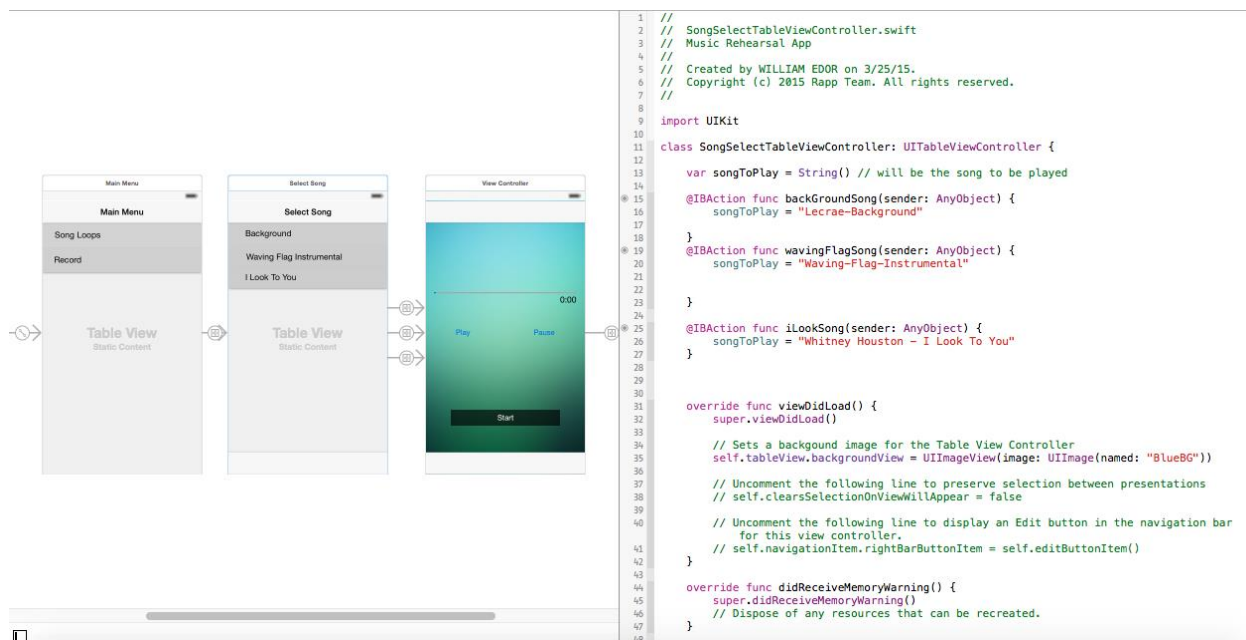 Main Menu
Main Menu
Song Loops
Record
Table View
Static Content
Select Song
Select Song
Background
Waving Flag Instrumental
I Look To You
Table View
Static Content
View Controller
0:00
Play
Pause
Start
1 //
2 // SongSelectTableViewController.swift
3 // Music Rehearsal App
4 //
5 // Created by WILLIAM EDOR on 3/25/15.
6 // Copyright (c) 2015 Rapp Team. All rights reserved.
7 //
8
9 import UIKit
10
11 class SongSelectTableViewController: UITableViewController {
12
13 var songToPlay = String() // will be the song to be played
14
15 @IBAction func backGroundSong(sender: AnyObject) {
16 songToPlay = "Lecrae-Background"
17
18 }
19 @IBAction func wavingFlagSong(sender: AnyObject) {
20 songToPlay = "Waving-Flag-Instrumental"
21
22
23 }
24
25 @IBAction func iLookSong(sender: AnyObject) {
26 songToPlay = "Whitney Houston - I Look To You"
27 }
28
29
30
31 override func viewDidLoad() {
32 super.viewDidLoad()
33
34 // Sets a backgound image for the Table View Controller
35 self.tableView.backgroundView = UIImageView(image: UIImage(named: "BlueBG"))
36
37 // Uncomment the following line to preserve selection between presentations
38 // self.clearsSelectionOnViewWillAppear = false
39
40 // Uncomment the following line to display an Edit button in the navigation bar
for this view controller.
41 // self.navigationItem.rightBarButtonItem = self.editButtonItem()
42 }
43
44 override func didReceiveMemoryWarning() {
45 super.didReceiveMemoryWarning()
46 // Dispose of any resources that can be recreated.
47 }
48